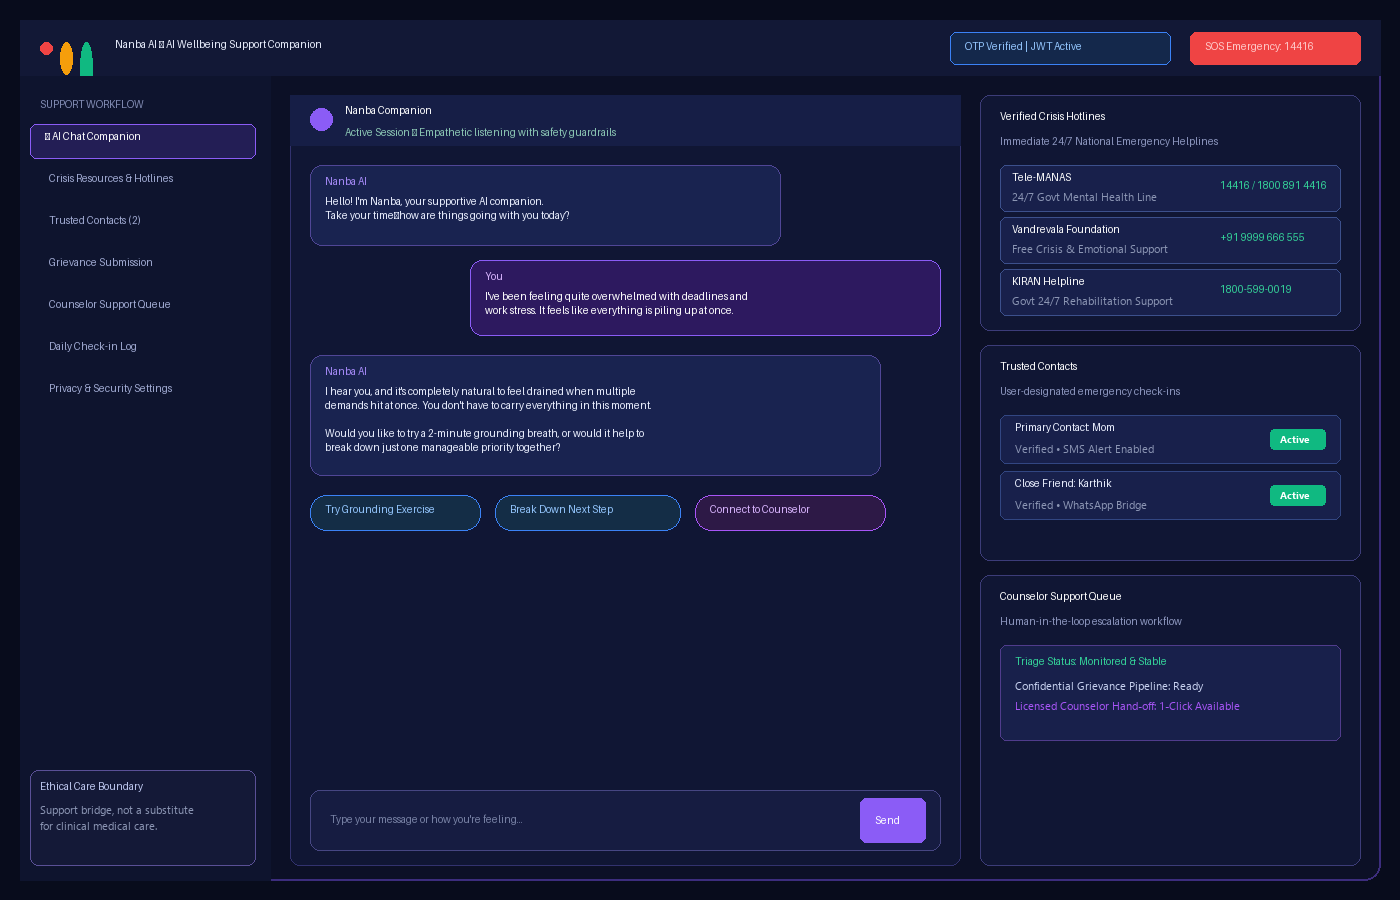 Nanba AI ▯ AI Wellbeing Support Companion
OTP Verified | JWT Active
SOS Emergency: 14416
SUPPORT WORKFLOW
▯ AI Chat Companion
Crisis Resources & Hotlines
Trusted Contacts (2)
Grievance Submission
Counselor Support Queue
Daily Check-in Log
Privacy & Security Settings
Ethical Care Boundary
Support bridge, not a substitute
for clinical medical care.
Nanba Companion
Active Session ▯ Empathetic listening with safety guardrails
Nanba AI
Hello! I'm Nanba, your supportive AI companion.
Take your time▯how are things going with you today?
You
I've been feeling quite overwhelmed with deadlines and
work stress. It feels like everything is piling up at once.
Nanba AI
I hear you, and it's completely natural to feel drained when multiple
demands hit at once. You don't have to carry everything in this moment.
Would you like to try a 2-minute grounding breath, or would it help to
break down just one manageable priority together?
Try Grounding Exercise
Break Down Next Step
Connect to Counselor
Type your message or how you're feeling...
Send
Verified Crisis Hotlines
Immediate 24/7 National Emergency Helplines
Tele-MANAS
14416 / 1800 891 4416
24/7 Govt Mental Health Line
Vandrevala Foundation
+91 9999 666 555
Free Crisis & Emotional Support
KIRAN Helpline
1800-599-0019
Govt 24/7 Rehabilitation Support
Trusted Contacts
User-designated emergency check-ins
Primary Contact: Mom
Verified • SMS Alert Enabled
Active
Close Friend: Karthik
Verified • WhatsApp Bridge
Active
Counselor Support Queue
Human-in-the-loop escalation workflow
Triage Status: Monitored & Stable
Confidential Grievance Pipeline: Ready
Licensed Counselor Hand-off: 1-Click Available